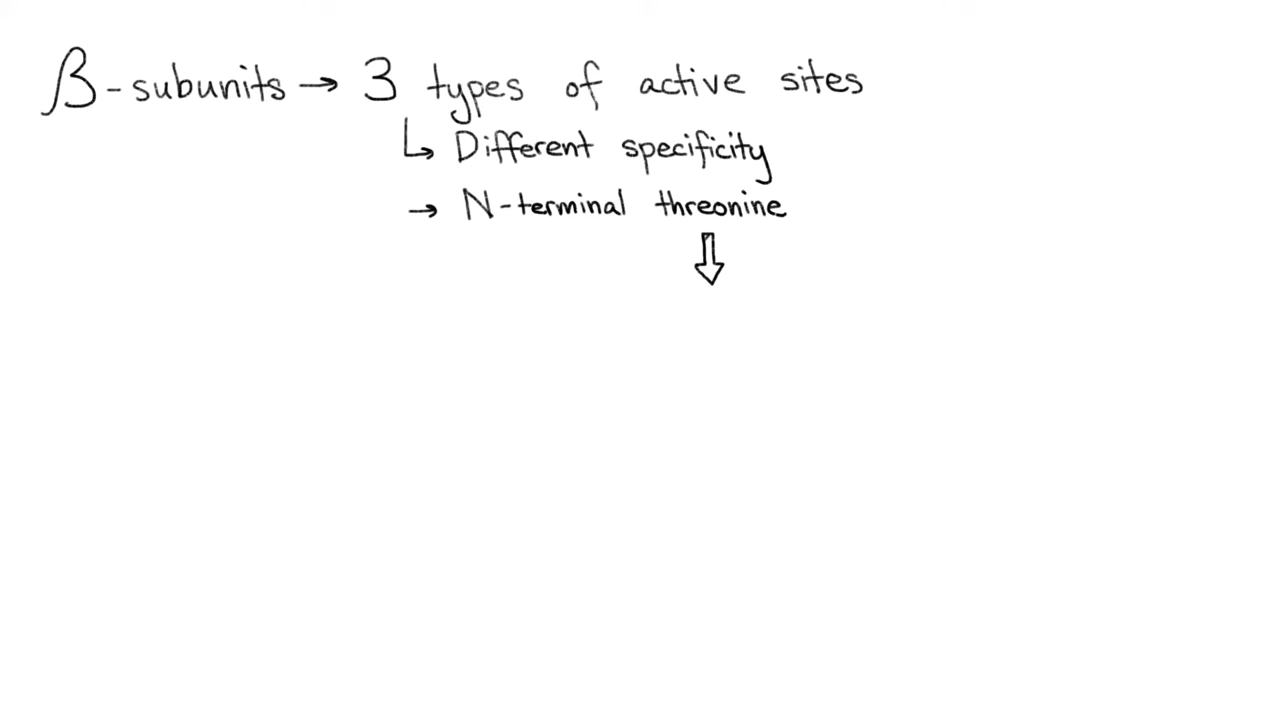 β-subunits → 3 types of active sites
↳ Different specificity
→ N-terminal threonine
⇩